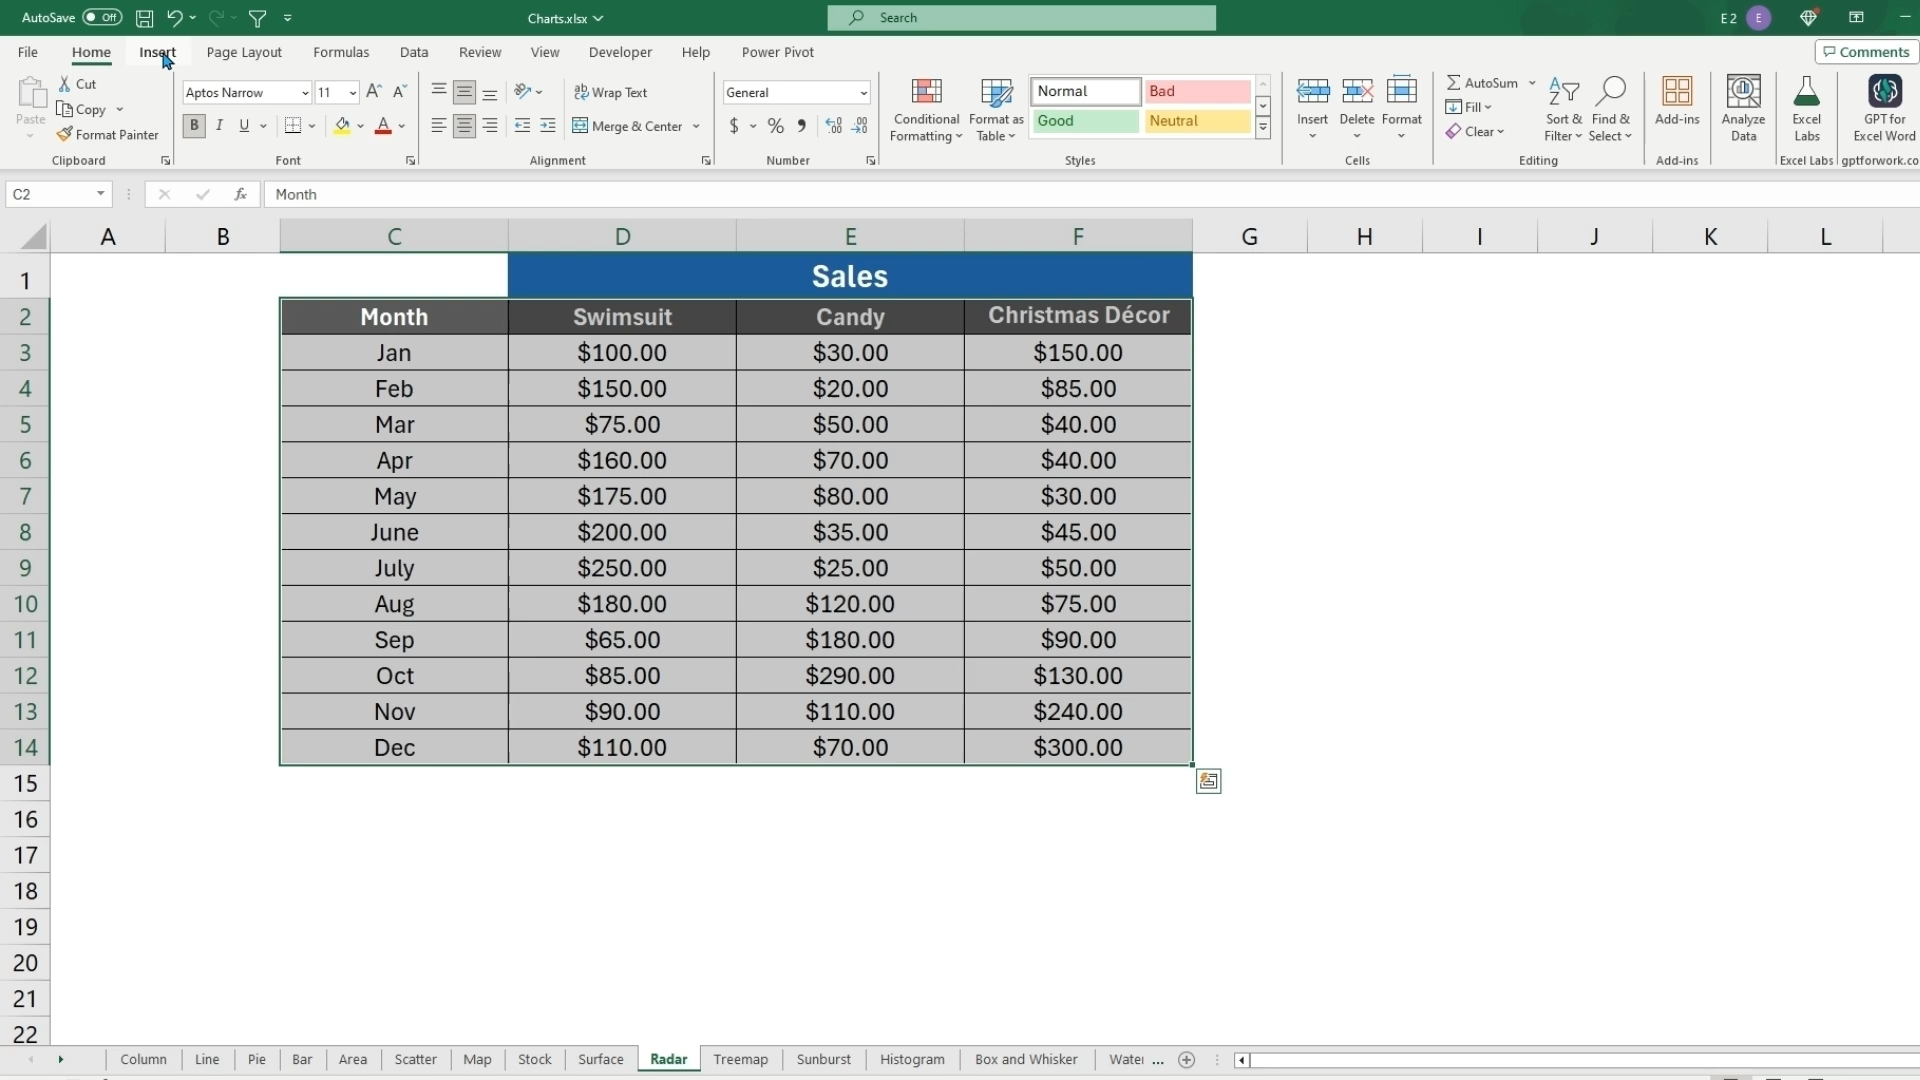 AutoSave Off Charts.xlsx Search E 2 E
File Home Insert Page Layout Formulas Data Review View Developer Help Power Pivot Comments
Paste Cut Copy Format Painter Clipboard
Aptos Narrow 11 B I U Font
Wrap Text Merge & Center Alignment
General $ % Number
Conditional Formatting Format as Table Normal Bad Good Neutral Styles
Insert Delete Format Cells
AutoSum Fill Clear Sort & Filter Find & Select Editing
Add-ins Add-ins
Analyze Data
Excel Labs Excel Labs
GPT for Excel Word gptforwork.co
C2 fx Month
A B C D E F G H I J K L
1 Sales
2 Month Swimsuit Candy Christmas Décor
3 Jan $100.00 $30.00 $150.00
4 Feb $150.00 $20.00 $85.00
5 Mar $75.00 $50.00 $40.00
6 Apr $160.00 $70.00 $40.00
7 May $175.00 $80.00 $30.00
8 June $200.00 $35.00 $45.00
9 July $250.00 $25.00 $50.00
10 Aug $180.00 $120.00 $75.00
11 Sep $65.00 $180.00 $90.00
12 Oct $85.00 $290.00 $130.00
13 Nov $90.00 $110.00 $240.00
14 Dec $110.00 $70.00 $300.00
15
16
17
18
19
20
21
22
Column Line Pie Bar Area Scatter Map Stock Surface Radar Treemap Sunburst Histogram Box and Whisker Water ...